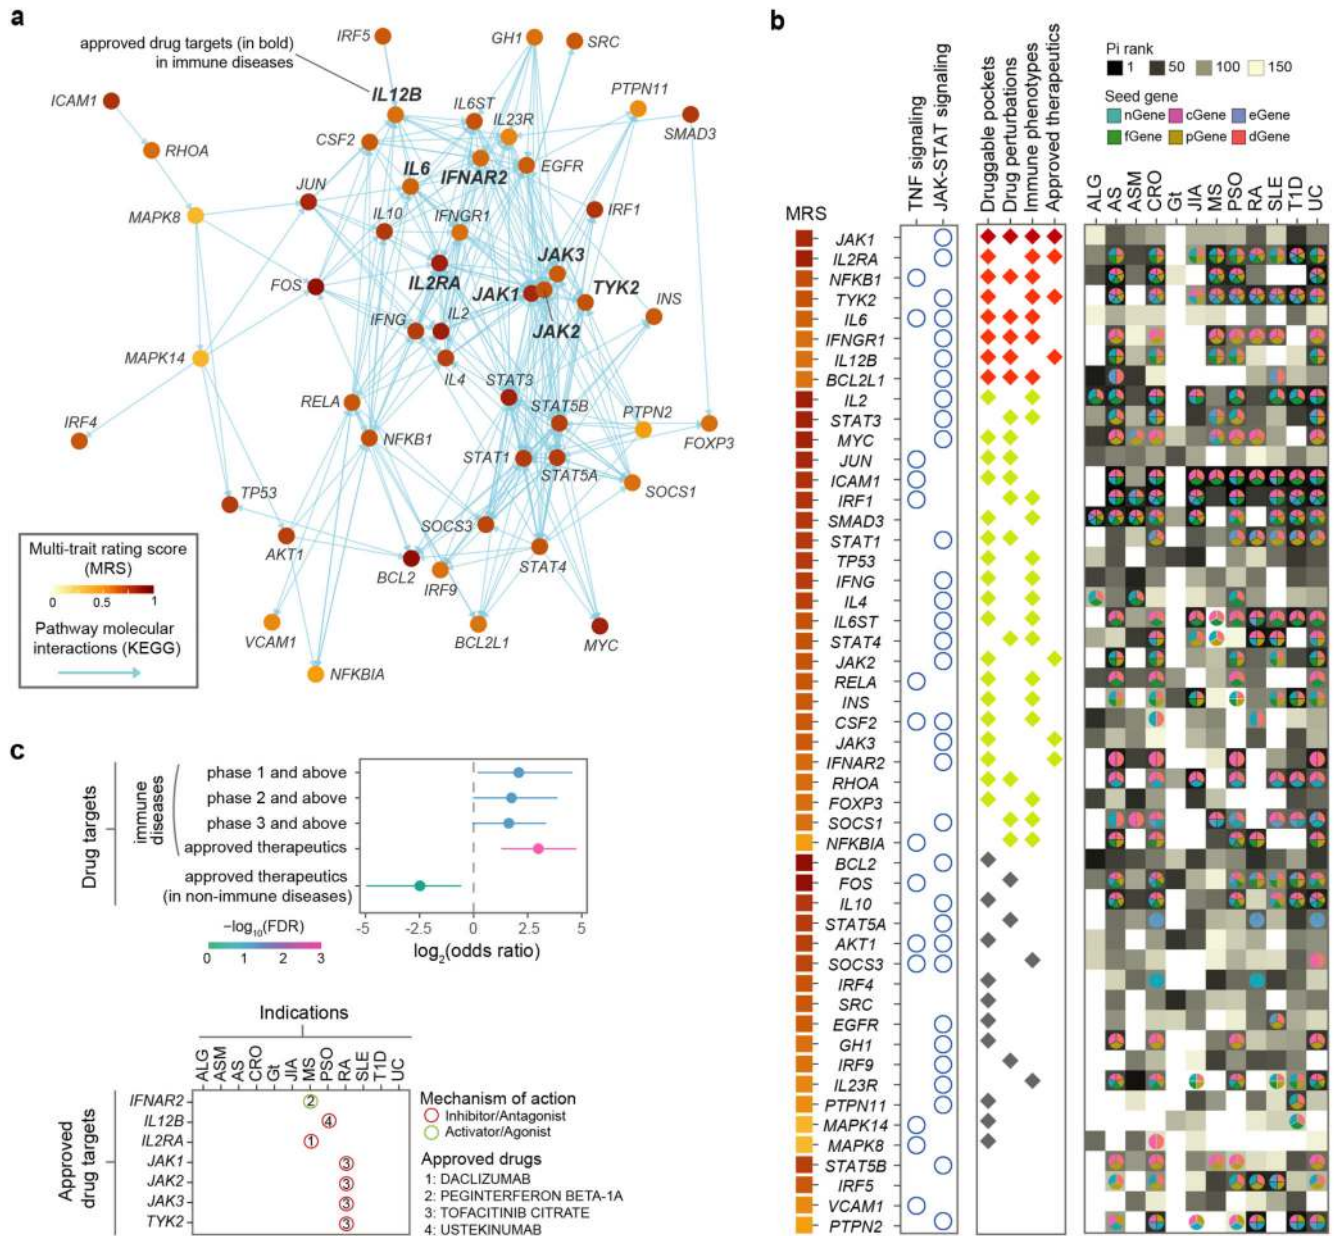 a
approved drug targets (in bold)
in immune diseases
IRF5
GH1
SRC
ICAM1
IL12B
IL6ST
IL23R
PTPN11
SMAD3
RHOA
CSF2
EGFR
IL6
IFNAR2
JUN
MAPK8
IL10
IFNGR1
IRF1
JAK3
FOS
IL2RA
JAK1
TYK2
INS
IFNG
IL2
JAK2
MAPK14
IL4
STAT3
RELA
STAT5B
PTPN2
IRF4
NFKB1
FOXP3
STAT1
STAT5A
TP53
SOCS1
SOCS3
AKT1
BCL2
IRF9
STAT4
VCAM1
BCL2L1
MYC
NFKBIA
Multi-trait rating score
(MRS)
0 0.5 1
Pathway molecular
interactions (KEGG)
b
TNF signaling
JAK-STAT signaling
Druggable pockets
Drug perturbations
Immune phenotypes
Approved therapeutics
Pi rank
1 50 100 150
Seed gene
nGene cGene eGene
fGene pGene dGene
ALG AS ASM CRO Gt JIA MS PSO RA SLE T1D UC
MRS
JAK1
IL2RA
NFKB1
TYK2
IL6
IFNGR1
IL12B
BCL2L1
IL2
STAT3
MYC
JUN
ICAM1
IRF1
SMAD3
STAT1
TP53
IFNG
IL4
IL6ST
STAT4
JAK2
RELA
INS
CSF2
JAK3
IFNAR2
RHOA
FOXP3
SOCS1
NFKBIA
BCL2
FOS
IL10
STAT5A
AKT1
SOCS3
IRF4
SRC
EGFR
GH1
IRF9
IL23R
PTPN11
MAPK14
MAPK8
STAT5B
IRF5
VCAM1
PTPN2
c
Drug targets
immune
diseases
phase 1 and above
phase 2 and above
phase 3 and above
approved therapeutics
approved therapeutics
(in non-immune diseases)
-5 -2.5 0 2.5 5
log2(odds ratio)
−log10(FDR)
0 1 2 3
Indications
ALG ASM AS CRO Gt JIA MS PSO RA SLE T1D UC
Approved
drug targets
IFNAR2 2
IL12B 4
IL2RA 1
JAK1 3
JAK2 3
JAK3 3
TYK2 3
Mechanism of action
Inhibitor/Antagonist
Activator/Agonist
Approved drugs
1: DACLIZUMAB
2: PEGINTERFERON BETA-1A
3: TOFACITINIB CITRATE
4: USTEKINUMAB